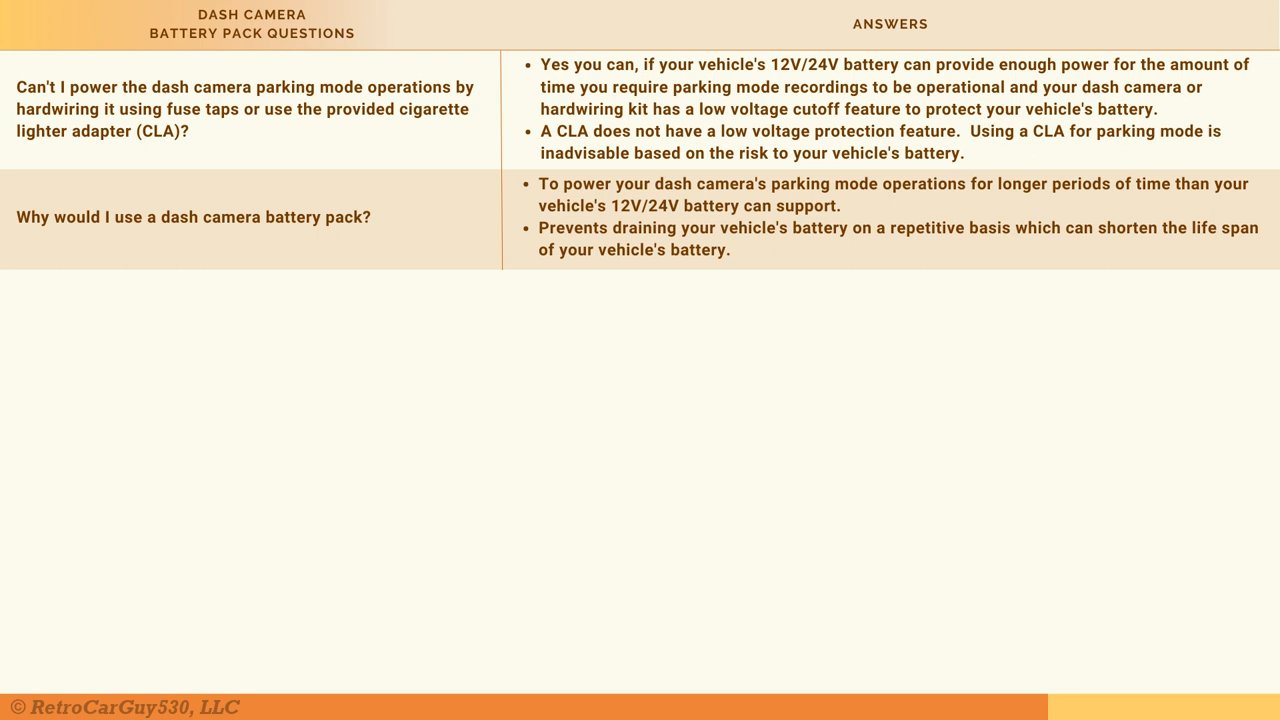 DASH CAMERA
BATTERY PACK QUESTIONS
ANSWERS
Can't I power the dash camera parking mode operations by
hardwiring it using fuse taps or use the provided cigarette
lighter adapter (CLA)?
• Yes you can, if your vehicle's 12V/24V battery can provide enough power for the amount of
time you require parking mode recordings to be operational and your dash camera or
hardwiring kit has a low voltage cutoff feature to protect your vehicle's battery.
• A CLA does not have a low voltage protection feature.  Using a CLA for parking mode is
inadvisable based on the risk to your vehicle's battery.
Why would I use a dash camera battery pack?
• To power your dash camera's parking mode operations for longer periods of time than your
vehicle's 12V/24V battery can support.
• Prevents draining your vehicle's battery on a repetitive basis which can shorten the life span
of your vehicle's battery.
© RetroCarGuy530, LLC